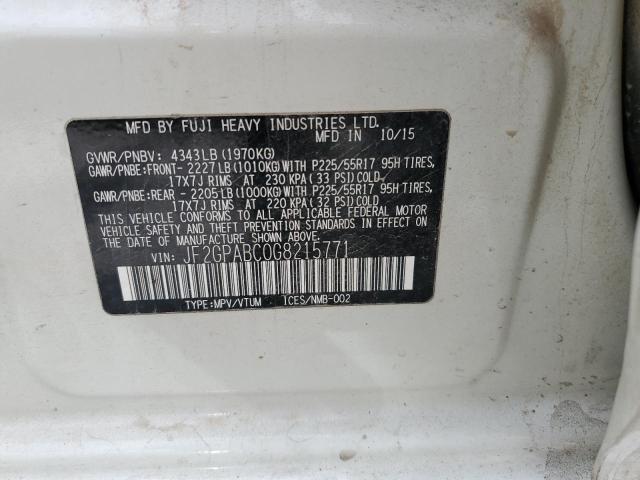 MFD BY FUJI HEAVY INDUSTRIES LTD.
MFD IN 10/15
GVWR/PNBV: 4343LB (1970KG)
GAWR/PNBE:FRONT- 2227LB (1010KG)WITH P225/55R17 95H TIRES,
17X7J RIMS AT 230 KPA (33 PSI)COLD
GAWR/PNBE:REAR - 2205LB (1000KG)WITH P225/55R17 95H TIRES,
17X7J RIMS AT 220 KPA (32 PSI)COLD
THIS VEHICLE CONFORMS TO ALL APPLICABLE FEDERAL MOTOR
VEHICLE SAFETY AND THEFT PREVENTION STANDARDS IN EFFECT ON
THE DATE OF MANUFACTURE SHOWN ABOVE.
VIN: JF2GPABC0G8215771
TYPE:MPV/VTUM ICES/NMB-002